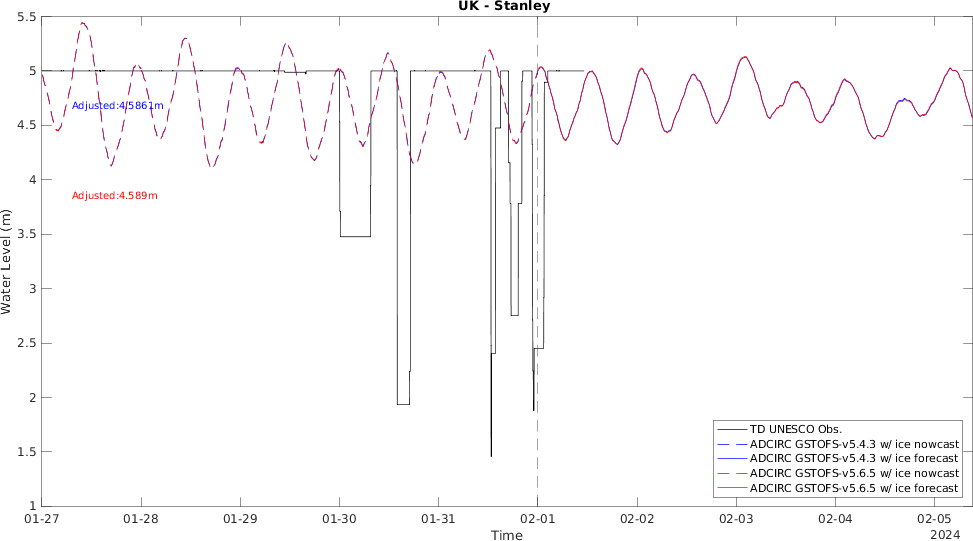 UK - Stanley
5.5
5
4.5
4
3.5
3
2.5
2
1.5
1
Water Level (m)
Adjusted:4.5861m
Adjusted:4.589m
TD UNESCO Obs.
ADCIRC GSTOFS-v5.4.3 w/ ice nowcast
ADCIRC GSTOFS-v5.4.3 w/ ice forecast
ADCIRC GSTOFS-v5.6.5 w/ ice nowcast
ADCIRC GSTOFS-v5.6.5 w/ ice forecast
01-27 01-28 01-29 01-30 01-31 02-01 02-02 02-03 02-04 02-05
Time
2024